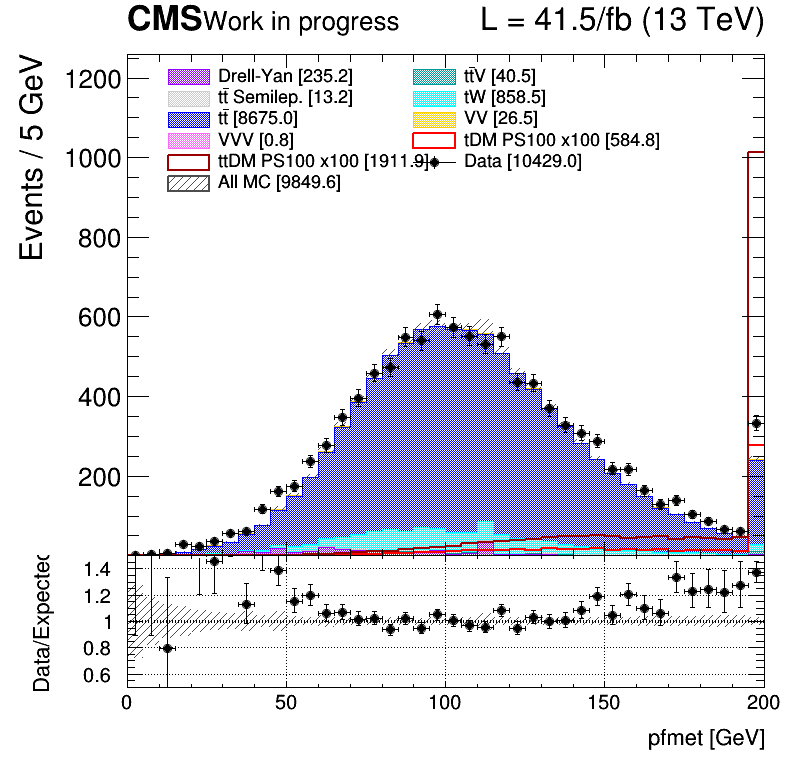 CMS Work in progress L = 41.5/fb (13 TeV)
Events / 5 GeV
1200
1000
800
600
400
200
Drell-Yan [235.2]
tt̄V [40.5]
tt̄ Semilep. [13.2]
tW [858.5]
tt̄ [8675.0]
VV [26.5]
VVV [0.8]
tDM PS100 x100 [584.8]
ttDM PS100 x100 [1911.9]
Data [10429.0]
All MC [9849.6]
Data/Expected
1.4
1.2
1
0.8
0.6
0 50 100 150 200
pfmet [GeV]